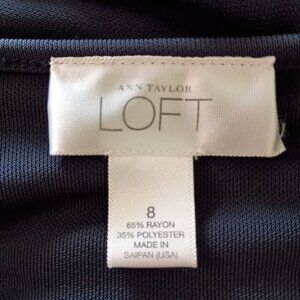 ANN TAYLOR
LOFT
8
65% RAYON
35% POLYESTER
MADE IN
SAIPAN (USA)